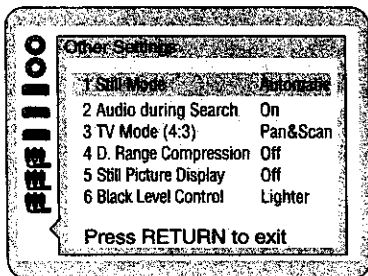 Other Settings
1 Still Mode Automatic
2 Audio during Search On
3 TV Mode (4:3) Pan&Scan
4 D. Range Compression Off
5 Still Picture Display Off
6 Black Level Control Lighter
Press RETURN to exit